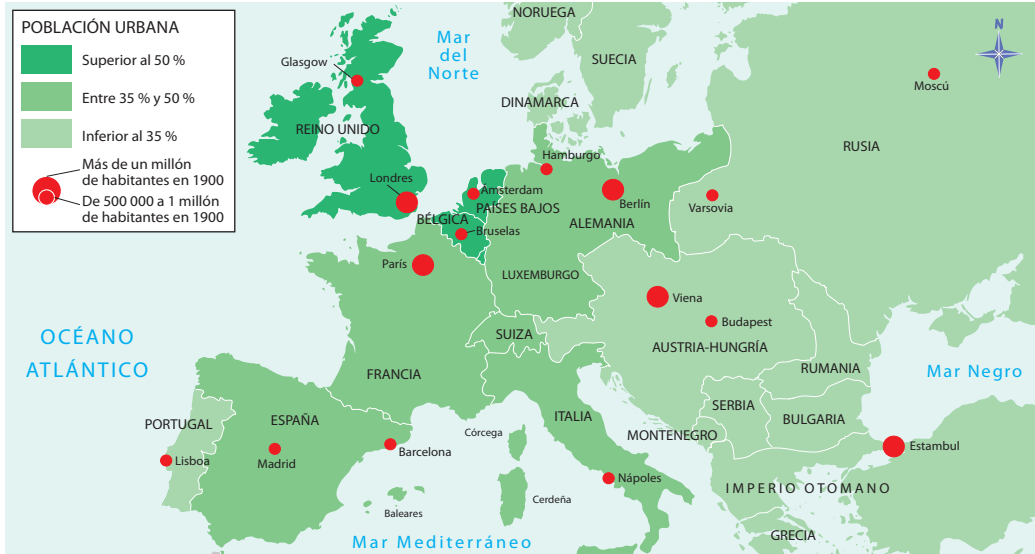 POBLACIÓN URBANA
Superior al 50 %
Entre 35 % y 50 %
Inferior al 35 %
Más de un millón
de habitantes en 1900
De 500 000 a 1 millón
de habitantes en 1900
NORUEGA
SUECIA
Mar
del
Norte
N
Glasgow
Moscú
DINAMARCA
REINO UNIDO
RUSIA
Hamburgo
Londres
Amsterdam
PAÍSES BAJOS
Berlín
Varsovia
BÉLGICA
Bruselas
ALEMANIA
París
LUXEMBURGO
Viena
Budapest
OCÉANO
ATLÁNTICO
SUIZA
AUSTRIA-HUNGRÍA
FRANCIA
RUMANIA
Mar Negro
SERBIA
BULGARIA
PORTUGAL
ESPAÑA
ITALIA
Córcega
MONTENEGRO
Lisboa
Madrid
Barcelona
Estambul
Nápoles
IMPERIO OTOMANO
Baleares
Cerdeña
GRECIA
Mar Mediterráneo